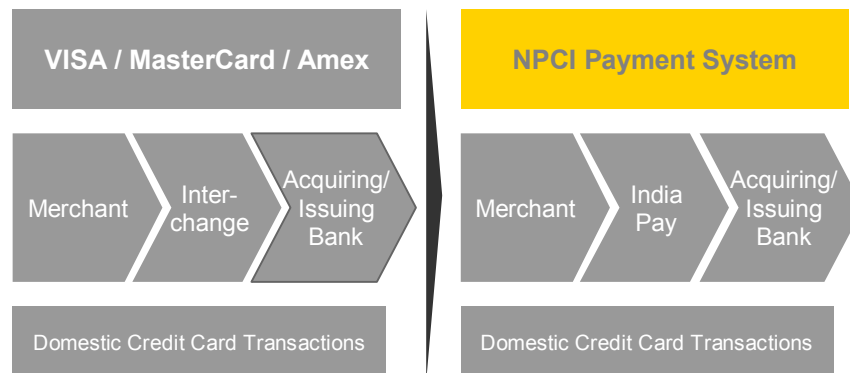 VISA / MasterCard / Amex
Merchant
Inter-
change
Acquiring/
Issuing
Bank
Domestic Credit Card Transactions
NPCI Payment System
Merchant
India
Pay
Acquiring/
Issuing
Bank
Domestic Credit Card Transactions